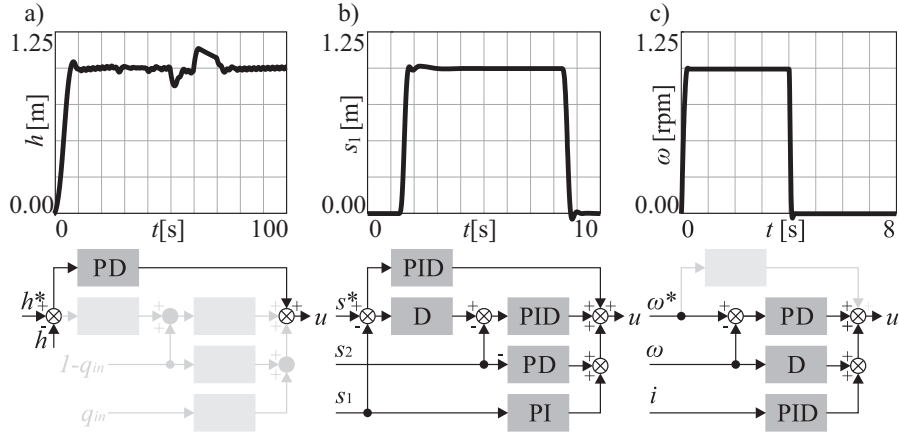 a)
b)
c)
1.25
h [m]
0.00
0
t[s]
100
1.25
s1 [m]
0.00
0
t[s]
10
1.25
ω [rpm]
0.00
0
t [s]
8
PD
h*
+
-
h
+
+
+
+
+
+
u
1-qin
+
+
qin
PID
s*
+
-
D
+
-
PID
+
+
+
u
s2
-
PD
+
+
s1
PI
ω*
+
-
PD
+
+
+
u
ω
D
+
+
i
PID